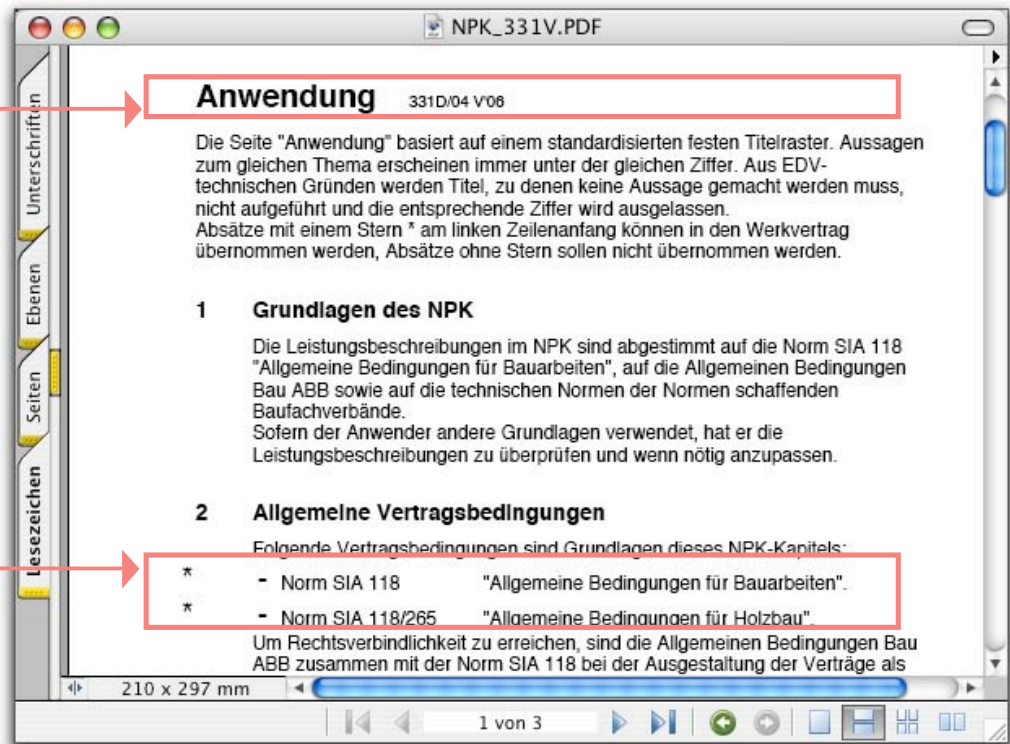 NPK_331V.PDF
Unterschriften
Ebenen
Seiten
Lesezeichen
Anwendung 331D/04 V'06
Die Seite "Anwendung" basiert auf einem standardisierten festen Titelraster. Aussagen
zum gleichen Thema erscheinen immer unter der gleichen Ziffer. Aus EDV-
technischen Gründen werden Titel, zu denen keine Aussage gemacht werden muss,
nicht aufgeführt und die entsprechende Ziffer wird ausgelassen.
Absätze mit einem Stern * am linken Zeilenanfang können in den Werkvertrag
übernommen werden, Absätze ohne Stern sollen nicht übernommen werden.
1 Grundlagen des NPK
Die Leistungsbeschreibungen im NPK sind abgestimmt auf die Norm SIA 118
"Allgemeine Bedingungen für Bauarbeiten", auf die Allgemeinen Bedingungen
Bau ABB sowie auf die technischen Normen der Normen schaffenden
Baufachverbände.
Sofern der Anwender andere Grundlagen verwendet, hat er die
Leistungsbeschreibungen zu überprüfen und wenn nötig anzupassen.
2 Allgemeine Vertragsbedingungen
Folgende Vertragsbedingungen sind Grundlagen dieses NPK-Kapitels:
* - Norm SIA 118 "Allgemeine Bedingungen für Bauarbeiten".
* - Norm SIA 118/265 "Allgemeine Bedingungen für Holzbau".
Um Rechtsverbindlichkeit zu erreichen, sind die Allgemeinen Bedingungen Bau
ABB zusammen mit der Norm SIA 118 bei der Ausgestaltung der Verträge als
210 x 297 mm
1 von 3